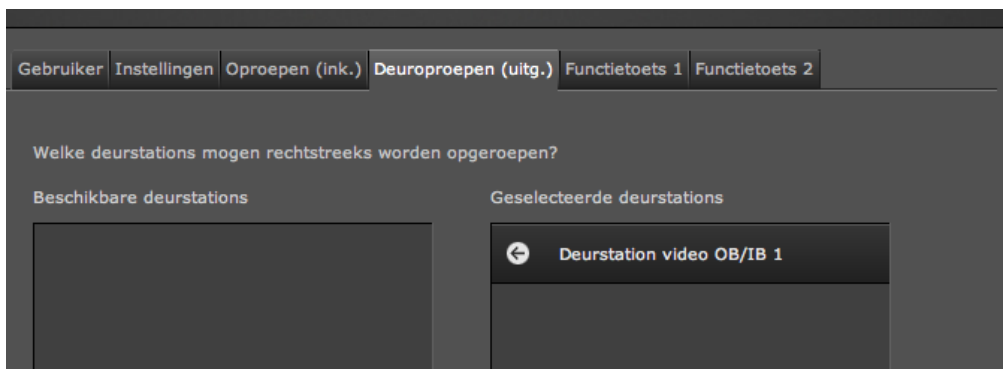 Gebruiker Instellingen Oproepen (ink.) Deuroproepen (uitg.) Functietoets 1 Functietoets 2
Welke deurstations mogen rechtstreeks worden opgeroepen?
Beschikbare deurstations Geselecteerde deurstations
Deurstation video OB/IB 1